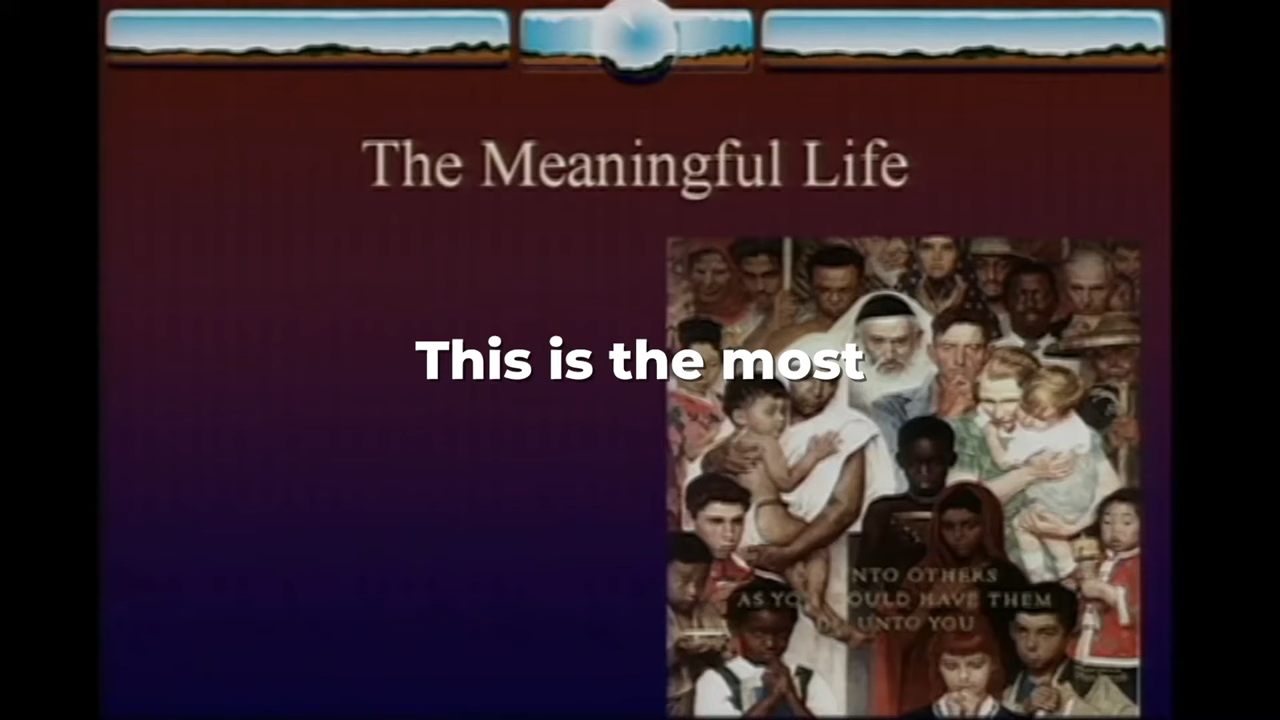 The Meaningful Life
This is the most
NTO OTHERS
AS YO OULD HAVE THEM
UNTO YOU